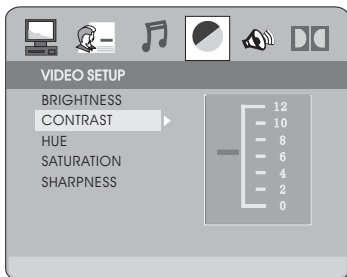 VIDEO SETUP
BRIGHTNESS
CONTRAST
HUE
SATURATION
SHARPNESS
12
10
8
6
4
2
0